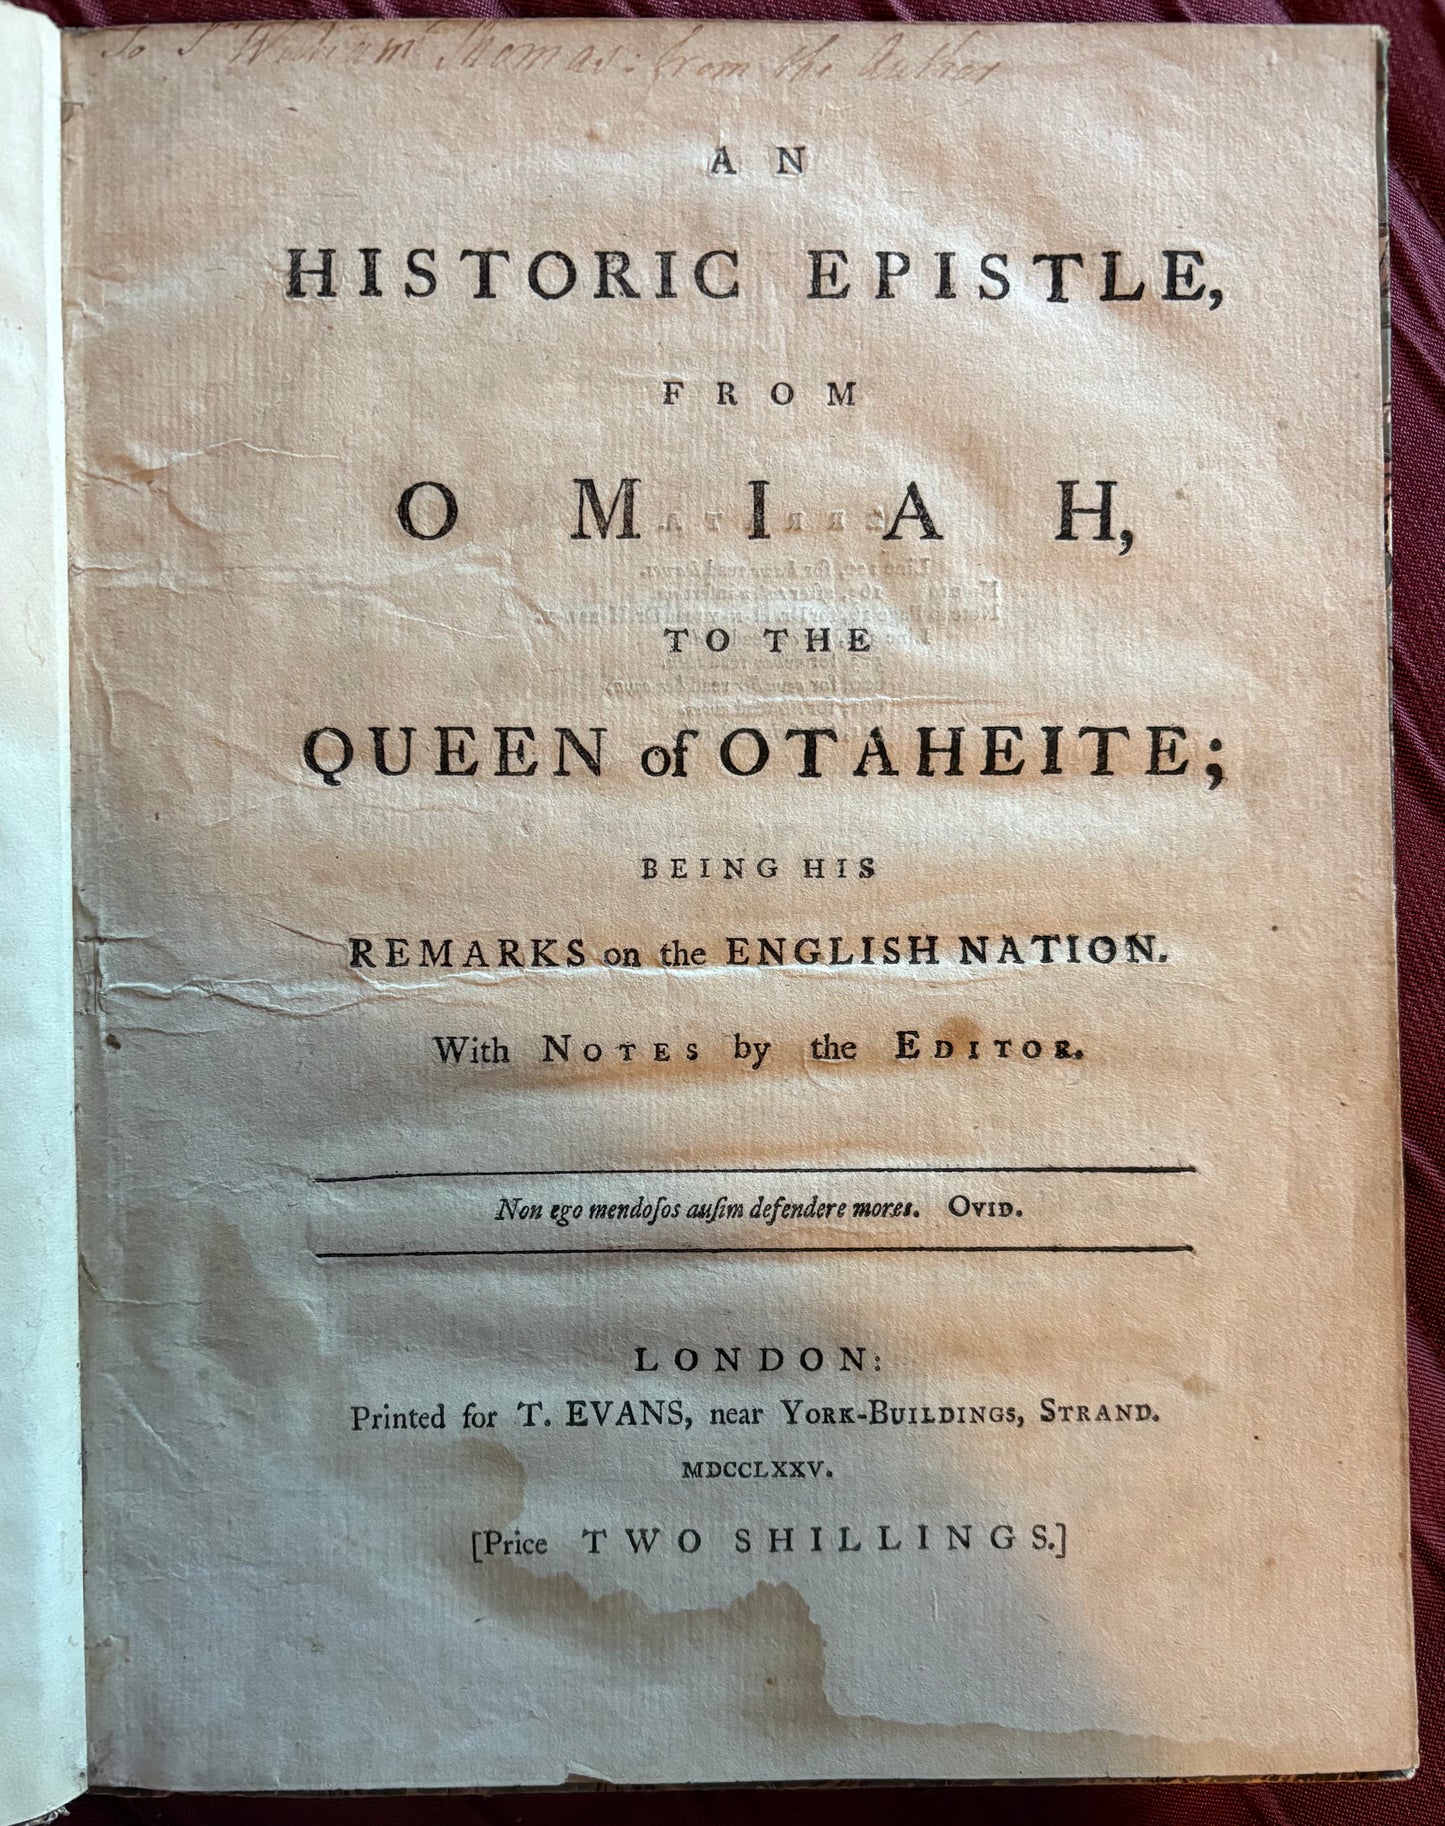 To Sr William Thomas: from the Author
AN
HISTORIC EPISTLE,
FROM
OMIAH,
TO THE
QUEEN of OTAHEITE;
BEING HIS
REMARKS on the ENGLISH NATION.
With NOTES by the EDITOR.
Non ego mendoſos auſim defendere mores. OVID.
LONDON:
Printed for T. EVANS, near YORK-BUILDINGS, STRAND.
MDCCLXXV.
[Price TWO SHILLINGS.]